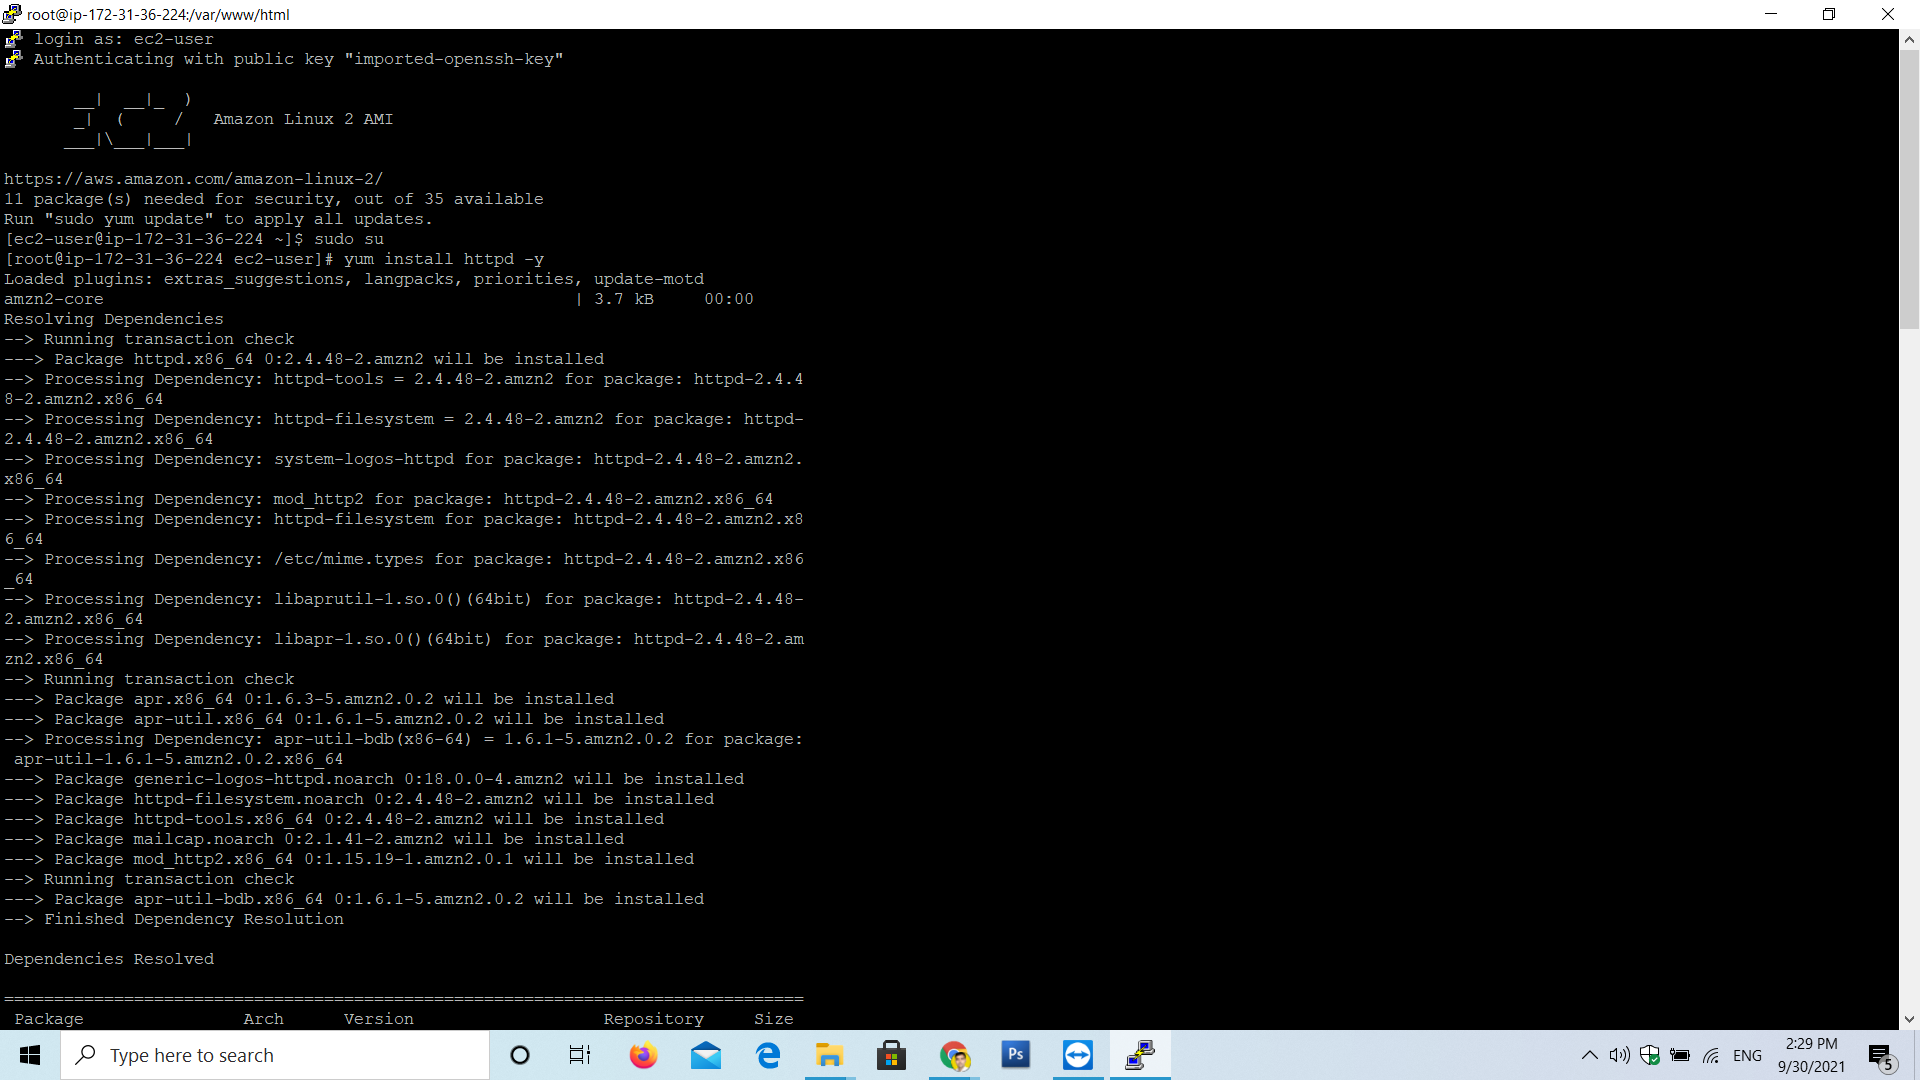 root@ip-172-31-36-224:/var/www/html
login as: ec2-user
Authenticating with public key "imported-openssh-key"
       __|  __|_  )
       _|  (     /   Amazon Linux 2 AMI
      ___|\___|___|
https://aws.amazon.com/amazon-linux-2/
11 package(s) needed for security, out of 35 available
Run "sudo yum update" to apply all updates.
[ec2-user@ip-172-31-36-224 ~]$ sudo su
[root@ip-172-31-36-224 ec2-user]# yum install httpd -y
Loaded plugins: extras_suggestions, langpacks, priorities, update-motd
amzn2-core                                               | 3.7 kB     00:00
Resolving Dependencies
--> Running transaction check
---> Package httpd.x86_64 0:2.4.48-2.amzn2 will be installed
--> Processing Dependency: httpd-tools = 2.4.48-2.amzn2 for package: httpd-2.4.4
8-2.amzn2.x86_64
--> Processing Dependency: httpd-filesystem = 2.4.48-2.amzn2 for package: httpd-
2.4.48-2.amzn2.x86_64
--> Processing Dependency: system-logos-httpd for package: httpd-2.4.48-2.amzn2.
x86_64
--> Processing Dependency: mod_http2 for package: httpd-2.4.48-2.amzn2.x86_64
--> Processing Dependency: httpd-filesystem for package: httpd-2.4.48-2.amzn2.x8
6_64
--> Processing Dependency: /etc/mime.types for package: httpd-2.4.48-2.amzn2.x86
_64
--> Processing Dependency: libaprutil-1.so.0()(64bit) for package: httpd-2.4.48-
2.amzn2.x86_64
--> Processing Dependency: libapr-1.so.0()(64bit) for package: httpd-2.4.48-2.am
zn2.x86_64
--> Running transaction check
---> Package apr.x86_64 0:1.6.3-5.amzn2.0.2 will be installed
---> Package apr-util.x86_64 0:1.6.1-5.amzn2.0.2 will be installed
--> Processing Dependency: apr-util-bdb(x86-64) = 1.6.1-5.amzn2.0.2 for package:
 apr-util-1.6.1-5.amzn2.0.2.x86_64
---> Package generic-logos-httpd.noarch 0:18.0.0-4.amzn2 will be installed
---> Package httpd-filesystem.noarch 0:2.4.48-2.amzn2 will be installed
---> Package httpd-tools.x86_64 0:2.4.48-2.amzn2 will be installed
---> Package mailcap.noarch 0:2.1.41-2.amzn2 will be installed
---> Package mod_http2.x86_64 0:1.15.19-1.amzn2.0.1 will be installed
--> Running transaction check
---> Package apr-util-bdb.x86_64 0:1.6.1-5.amzn2.0.2 will be installed
--> Finished Dependency Resolution
Dependencies Resolved
================================================================================
 Package                Arch      Version                   Repository     Size
Type here to search
Ps
ENG
2:29 PM
9/30/2021
5